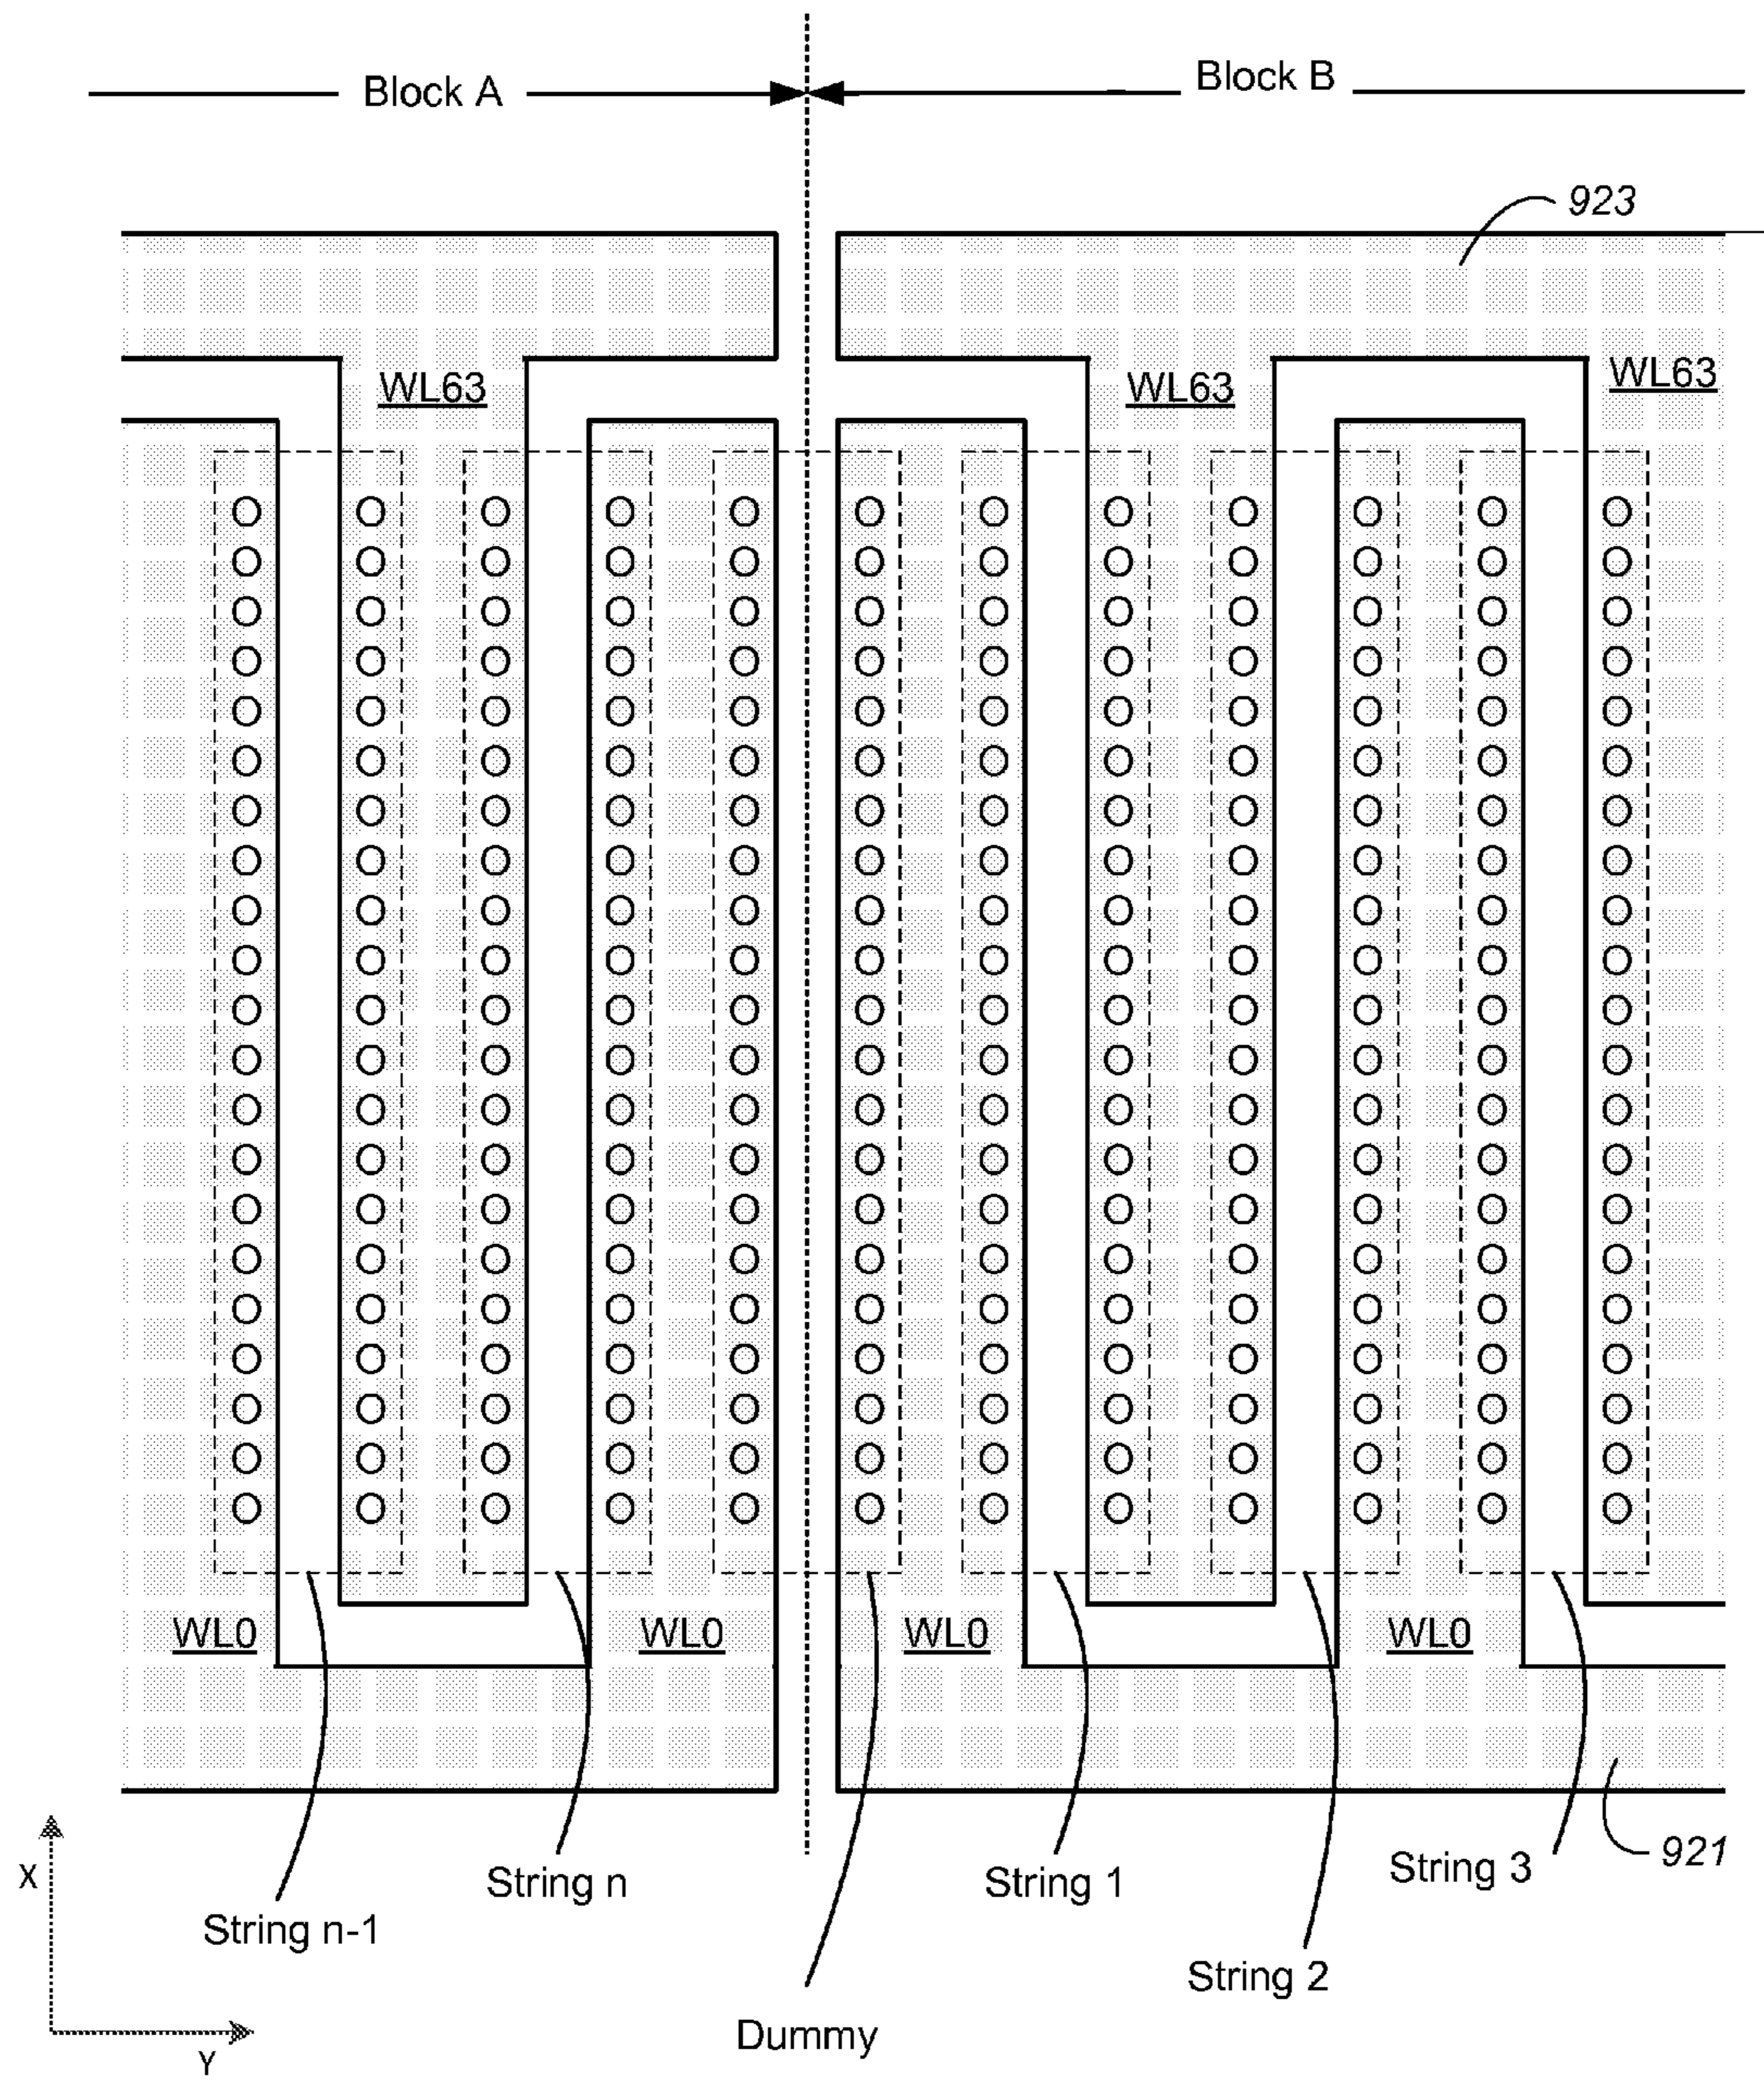 Block A
Block B
923
WL63
WL63
WL63
WL0
WL0
WL0
WL0
921
X
Y
String n-1
String n
Dummy
String 1
String 2
String 3